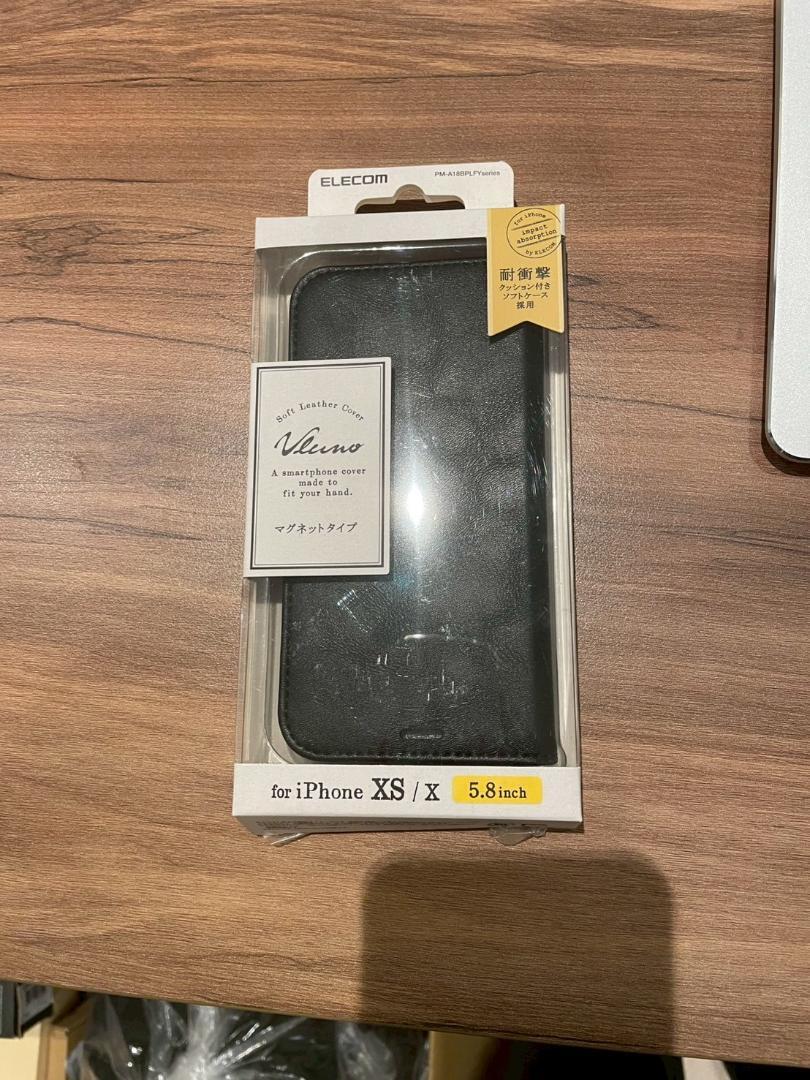 ELECOM
PM-A18BPLFYseries
for iPhone
impact
absorption
by ELECOM
耐衝撃
クッション付き
ソフトケース
採用
Soft Leather Cover
Vluno
A smartphone cover
made to
fit your hand.
マグネットタイプ
for iPhone XS / X 5.8inch